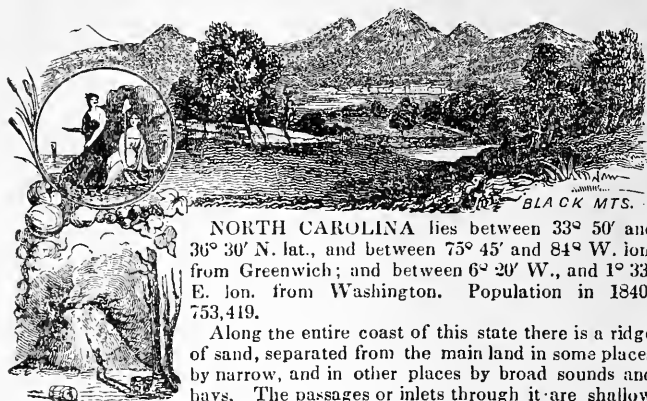 BLACK MTS.
NORTH CAROLINA lies between 33° 50′ and
36° 30′ N. lat., and between 75° 45′ and 84° W. lon
from Greenwich; and between 6° 20′ W., and 1° 33
E. lon. from Washington. Population in 1840
753,419.
Along the entire coast of this state there is a ridge
of sand, separated from the main land in some place
by narrow, and in other places by broad sounds and
bays. The passages or inlets through it are shallow